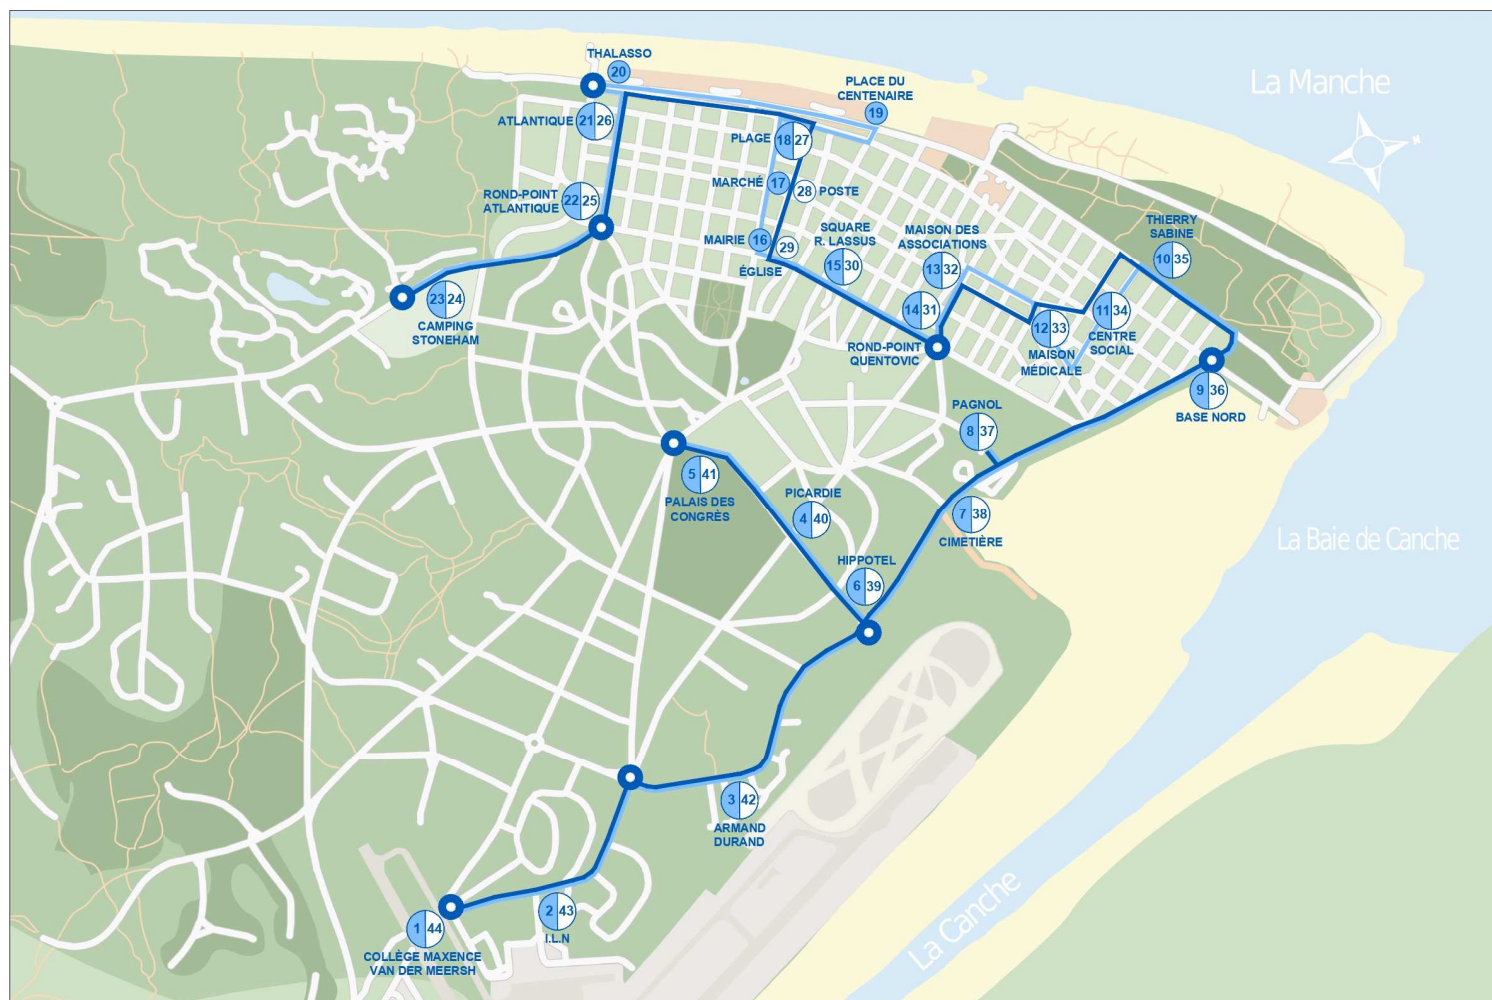 THALASSO
20
PLACE DU
CENTENAIRE
19
La Manche
ATLANTIQUE
21 26
PLAGE
18 27
MARCHÉ
17
28
POSTE
ROND-POINT
ATLANTIQUE
22 25
MAIRIE
16
29
ÉGLISE
SQUARE
R. LASSUS
15 30
MAISON DES
ASSOCIATIONS
13 32
THIERRY
SABINE
10 35
23 24
CAMPING
STONEHAM
14 31
ROND-POINT
QUENTOVIC
12 33
MAISON
MÉDICALE
11 34
CENTRE
SOCIAL
9 36
BASE NORD
PAGNOL
8 37
5 41
PALAIS DES
CONGRÈS
PICARDIE
4 40
7 38
CIMETIÈRE
La Baie de Canche
HIPPOTEL
6 39
3 42
ARMAND
DURAND
2 43
I.L.N
1 44
COLLÈGE MAXENCE
VAN DER MEERSH
La Canche